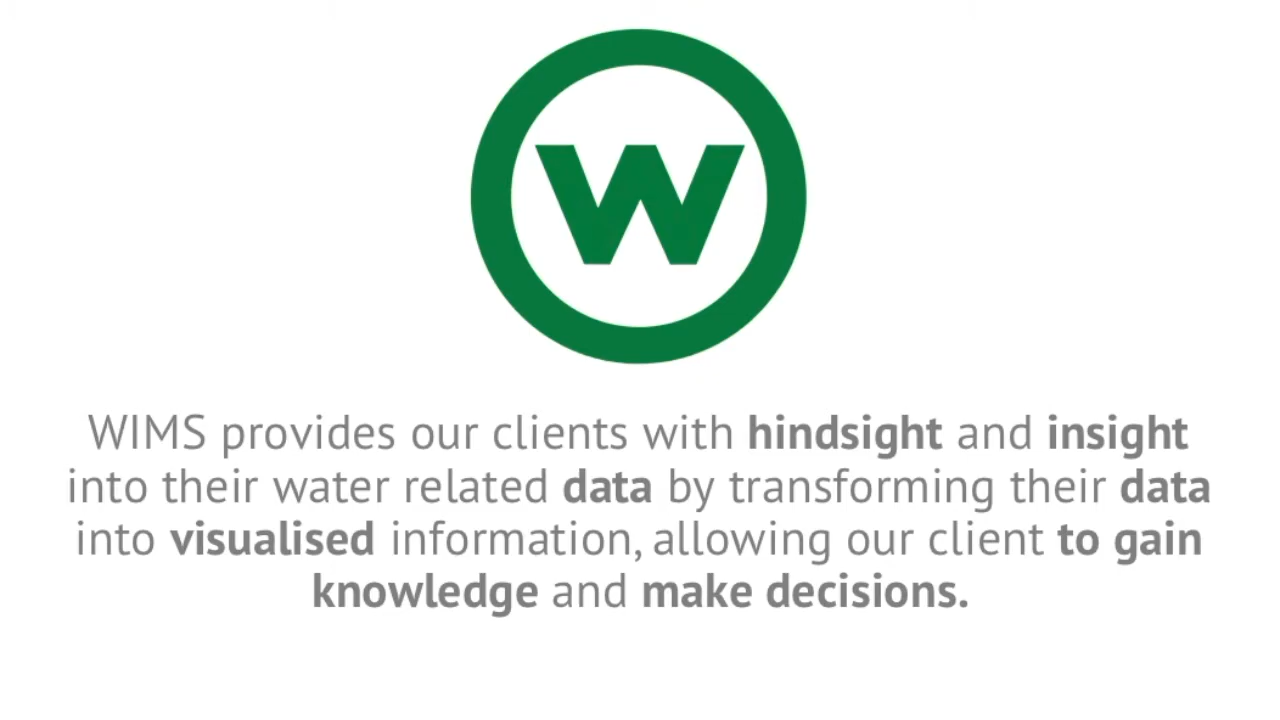 W
WIMS provides our clients with hindsight and insight
into their water related data by transforming their data
into visualised information, allowing our client to gain
knowledge and make decisions.